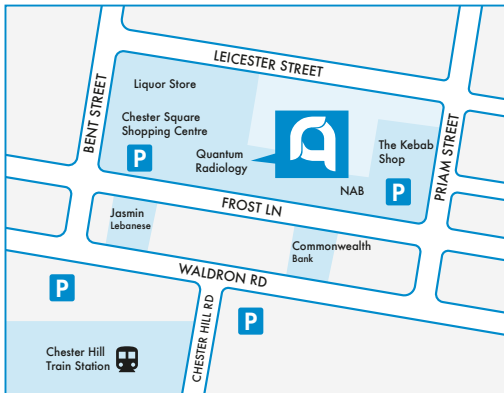 LEICESTER STREET
BENT STREET
Liquor Store
Chester Square
Shopping Centre
P
Quantum
Radiology
The Kebab
Shop
PRIAM STREET
NAB
P
FROST LN
Jasmin
Lebanese
Commonwealth
Bank
WALDRON RD
P
CHESTER HILL RD
P
Chester Hill
Train Station